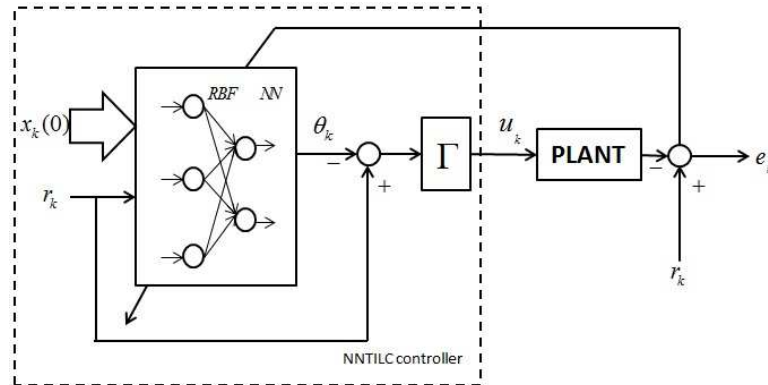 RBF NN
x_k(0)
θ_k
u_k
Γ
PLANT
r_k
−
+
−
+
r_k
NNTILC controller